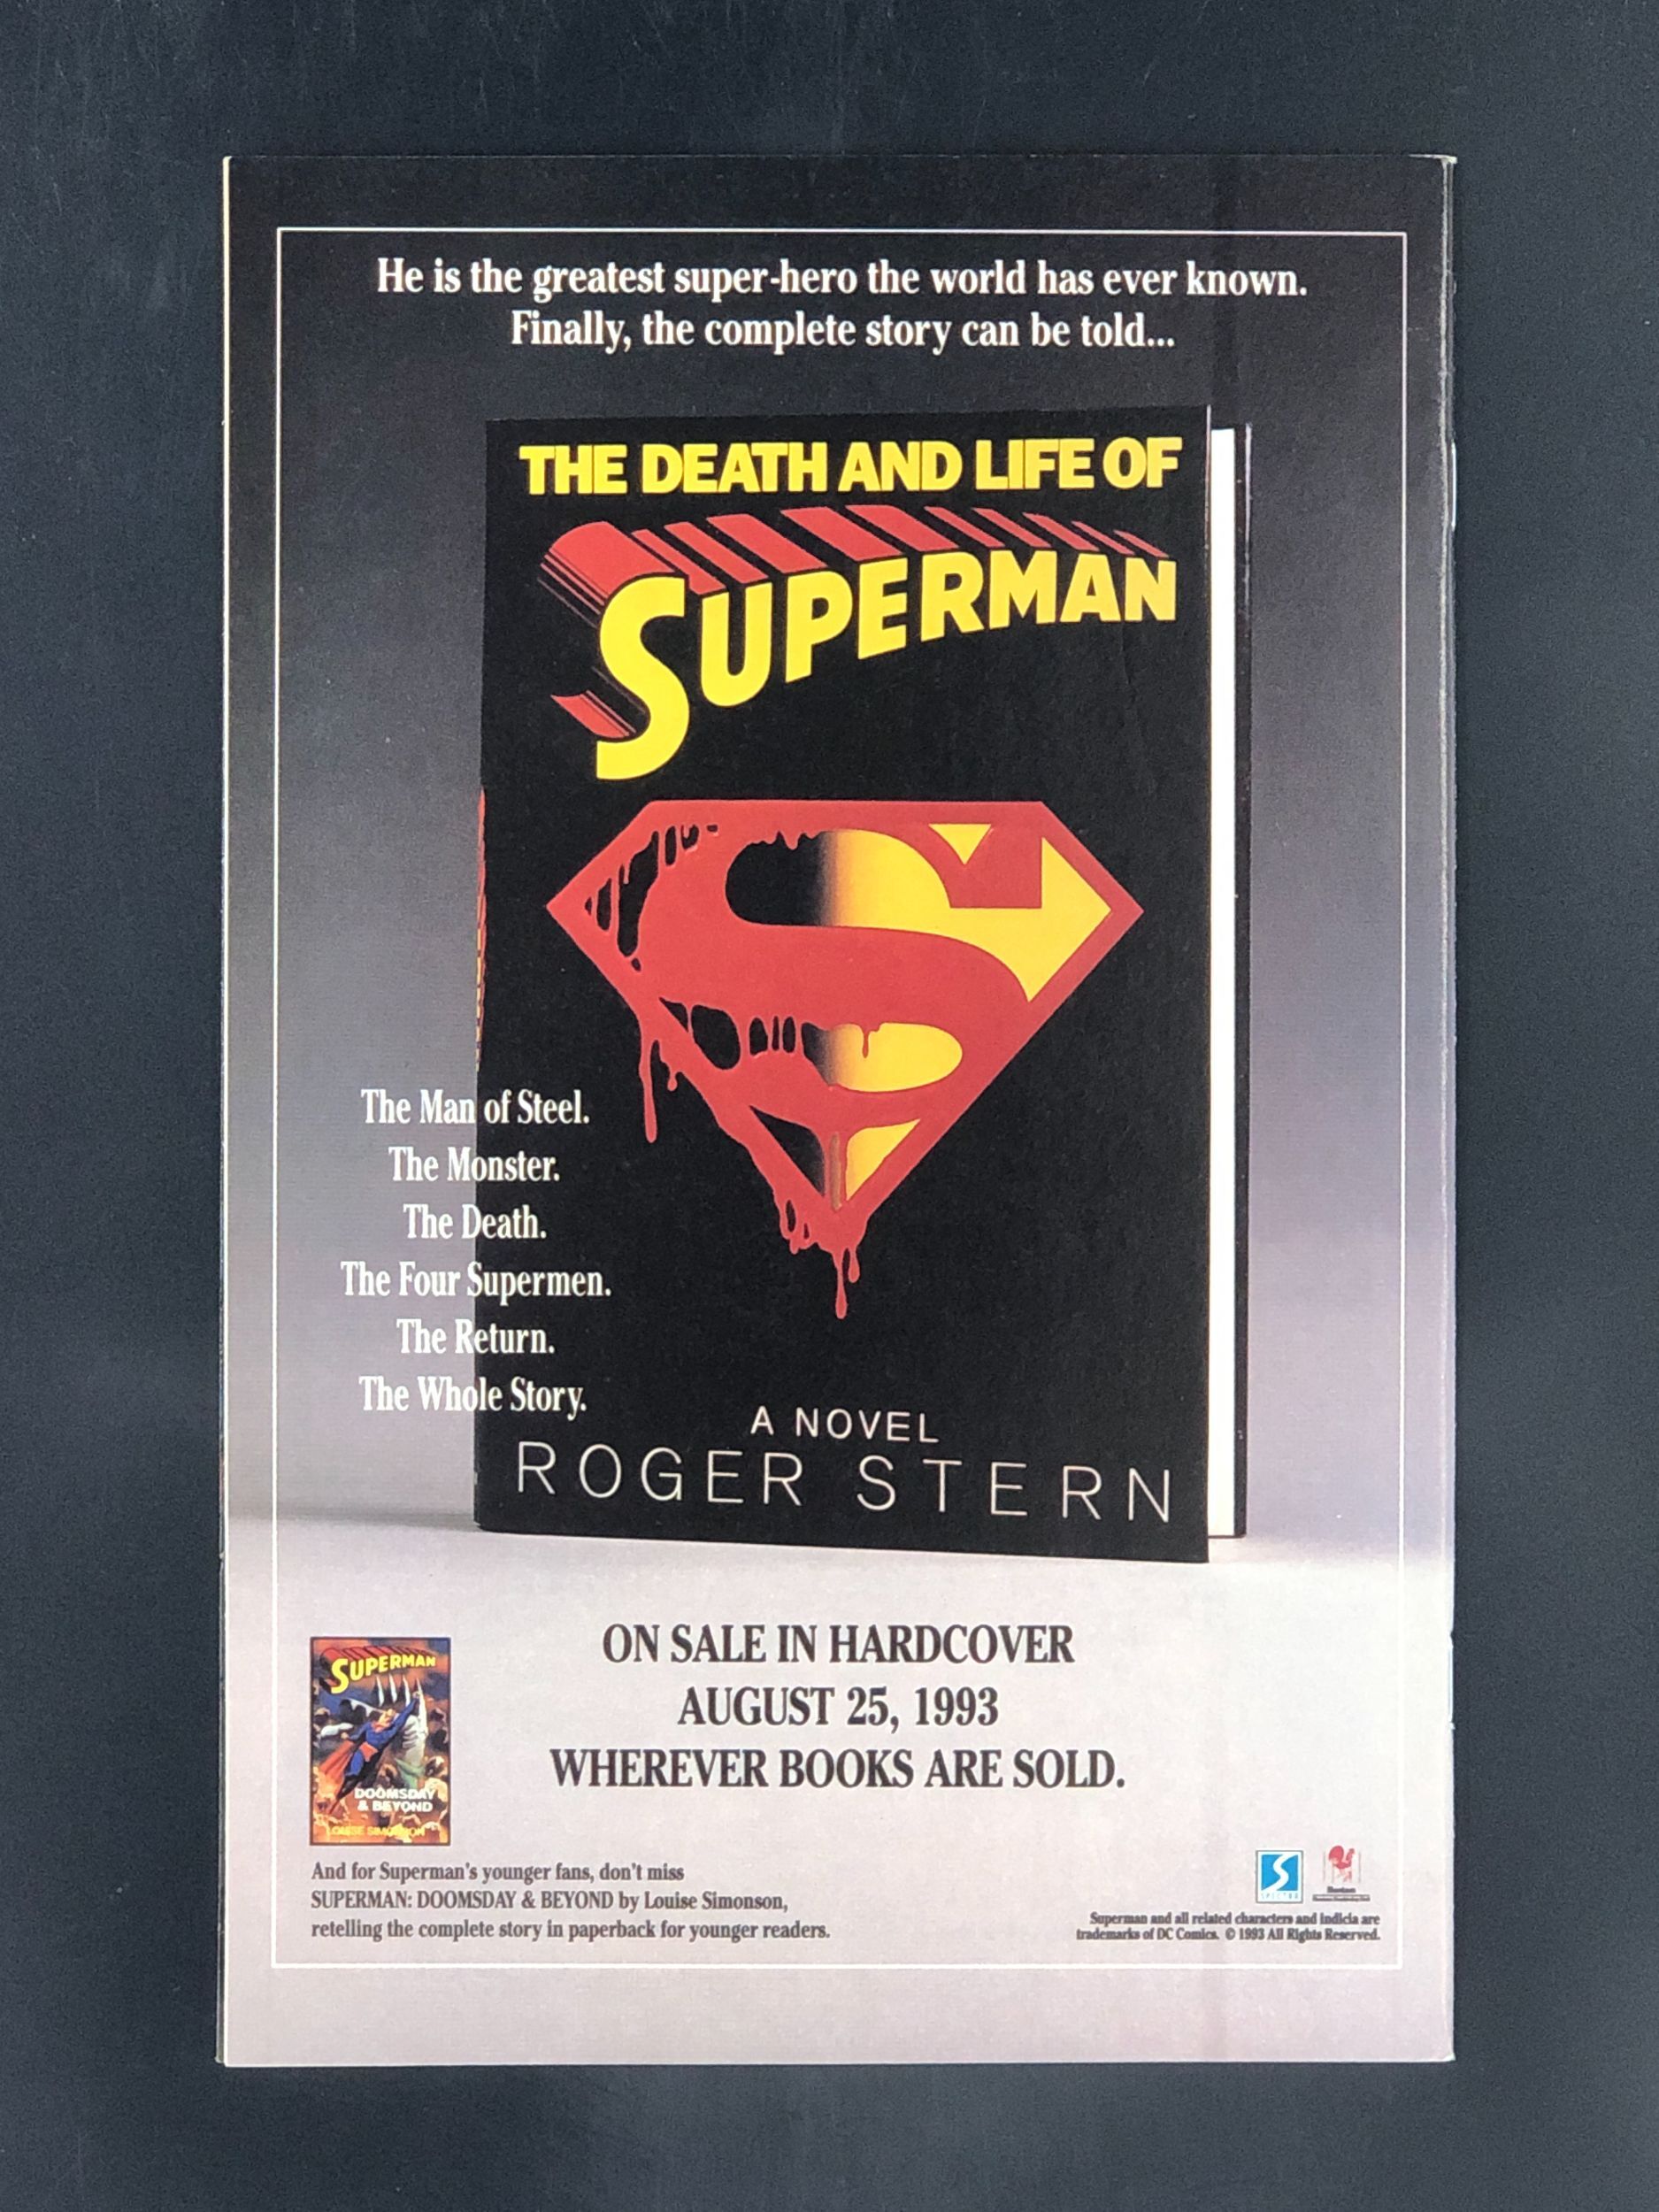 He is the greatest super-hero the world has ever known.
Finally, the complete story can be told...
THE DEATH AND LIFE OF
SUPERMAN
The Man of Steel.
The Monster.
The Death.
The Four Supermen.
The Return.
The Whole Story.
A NOVEL
ROGER STERN
ON SALE IN HARDCOVER
AUGUST 25, 1993
WHEREVER BOOKS ARE SOLD.
SUPERMAN
DOOMSDAY
& BEYOND
LOUISE SIMONSON
And for Superman's younger fans, don't miss
SUPERMAN: DOOMSDAY & BEYOND by Louise Simonson,
retelling the complete story in paperback for younger readers.
SPECTRA
Superman and all related characters and indicia are
trademarks of DC Comics. © 1993 All Rights Reserved.